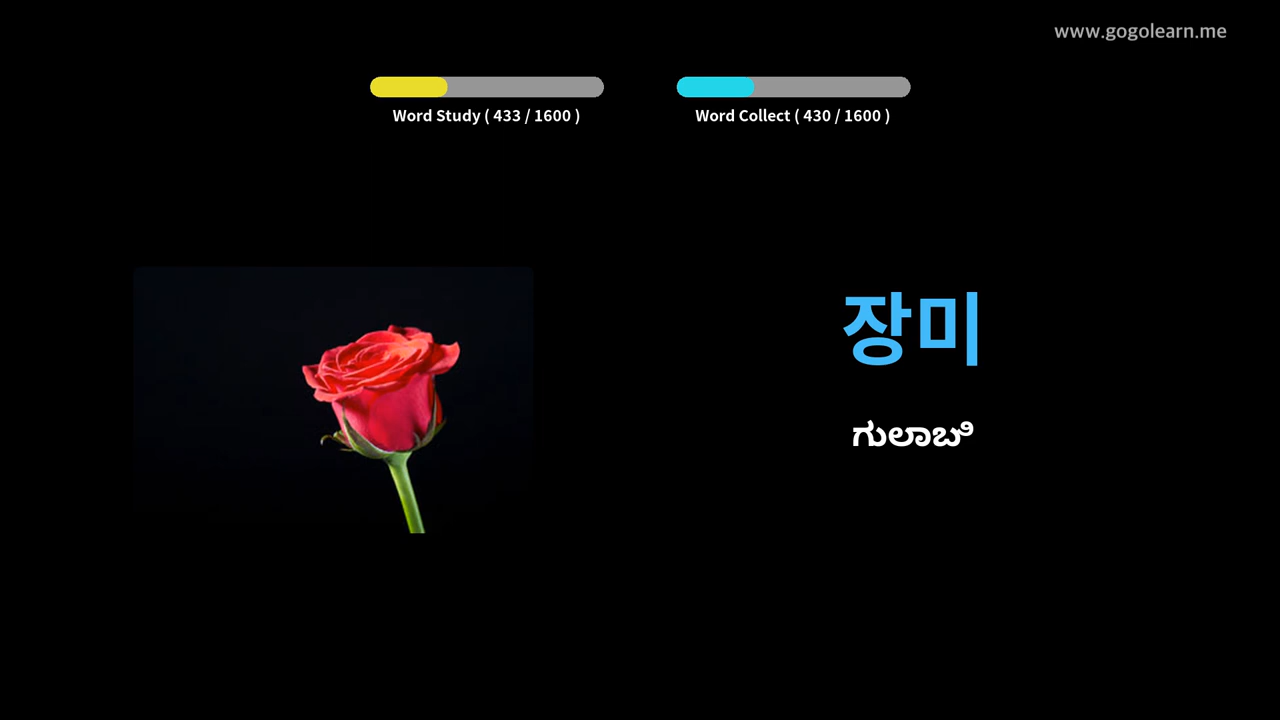 www.gogolearn.me
Word Study ( 433 / 1600 )
Word Collect ( 430 / 1600 )
장미
ಗುಲಾಬಿ